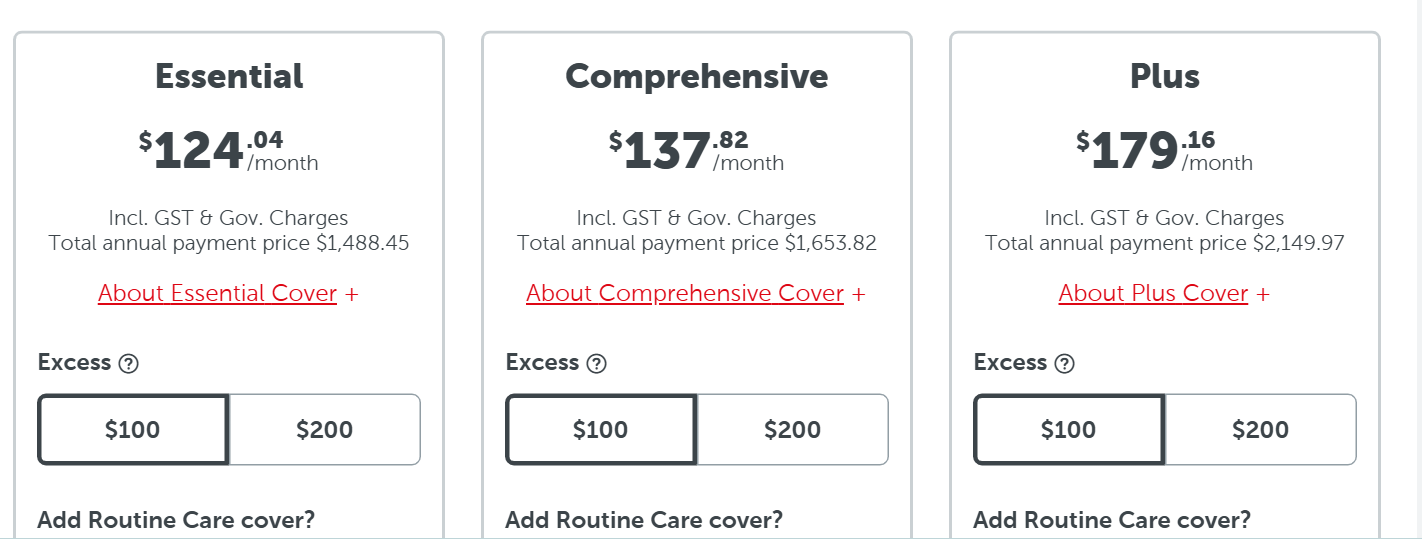 Essential
$124.04/month
Incl. GST & Gov. Charges
Total annual payment price $1,488.45
About Essential Cover +
Excess ?
$100 $200
Add Routine Care cover?
Comprehensive
$137.82/month
Incl. GST & Gov. Charges
Total annual payment price $1,653.82
About Comprehensive Cover +
Excess ?
$100 $200
Add Routine Care cover?
Plus
$179.16/month
Incl. GST & Gov. Charges
Total annual payment price $2,149.97
About Plus Cover +
Excess ?
$100 $200
Add Routine Care cover?